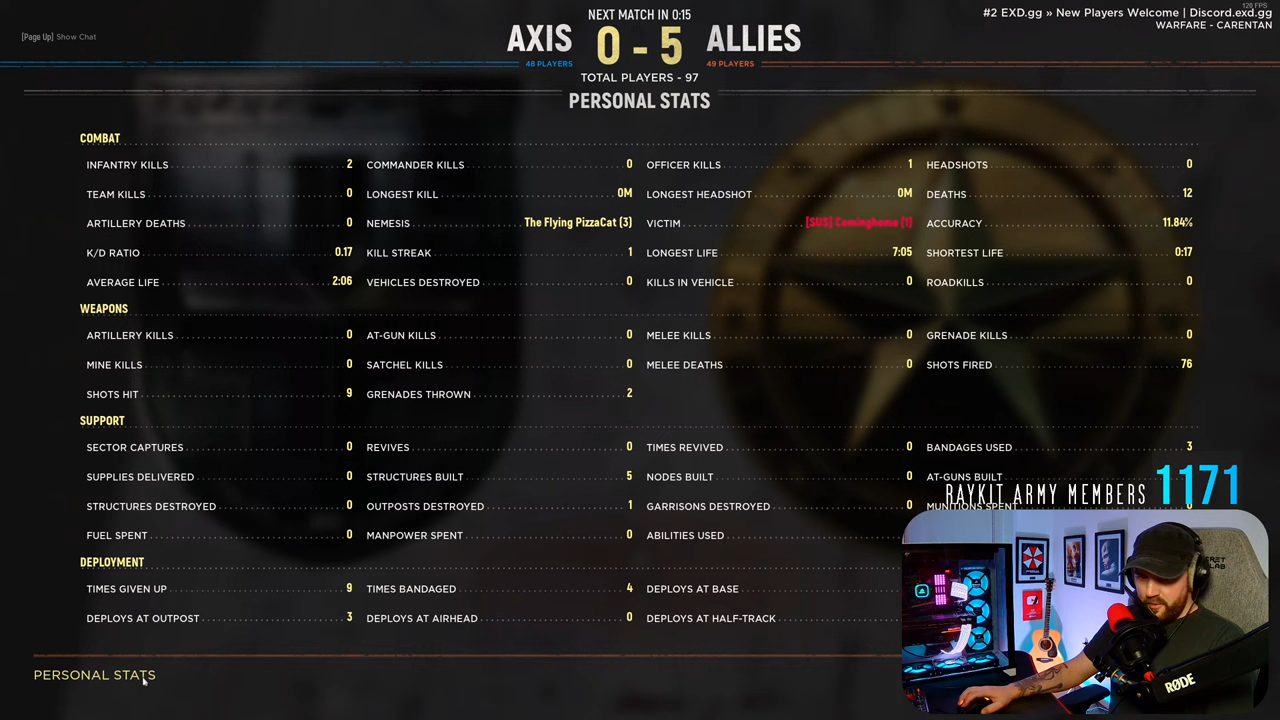 [Page Up] Show Chat
NEXT MATCH IN 0:15
AXIS 0 - 5 ALLIES
48 PLAYERS 49 PLAYERS
TOTAL PLAYERS - 97
120 FPS
#2 EXD.gg » New Players Welcome | Discord.exd.gg
WARFARE - CARENTAN
PERSONAL STATS
COMBAT
INFANTRY KILLS 2 COMMANDER KILLS 0 OFFICER KILLS 1 HEADSHOTS 0
TEAM KILLS 0 LONGEST KILL 0M LONGEST HEADSHOT 0M DEATHS 12
ARTILLERY DEATHS 0 NEMESIS The Flying PizzaCat (3) VICTIM [SUS] Cominghome (1) ACCURACY 11.84%
K/D RATIO 0.17 KILL STREAK 1 LONGEST LIFE 7:05 SHORTEST LIFE 0:17
AVERAGE LIFE 2:06 VEHICLES DESTROYED 0 KILLS IN VEHICLE 0 ROADKILLS 0
WEAPONS
ARTILLERY KILLS 0 AT-GUN KILLS 0 MELEE KILLS 0 GRENADE KILLS 0
MINE KILLS 0 SATCHEL KILLS 0 MELEE DEATHS 0 SHOTS FIRED 76
SHOTS HIT 9 GRENADES THROWN 2
SUPPORT
SECTOR CAPTURES 0 REVIVES 0 TIMES REVIVED 0 BANDAGES USED 3
SUPPLIES DELIVERED 0 STRUCTURES BUILT 5 NODES BUILT 0 AT-GUNS BUILT
STRUCTURES DESTROYED 0 OUTPOSTS DESTROYED 1 GARRISONS DESTROYED 0 MUNITIONS SPENT 0
FUEL SPENT 0 MANPOWER SPENT 0 ABILITIES USED 0
RAYKIT ARMY MEMBERS 1171
DEPLOYMENT
TIMES GIVEN UP 9 TIMES BANDAGED 4 DEPLOYS AT BASE
DEPLOYS AT OUTPOST 3 DEPLOYS AT AIRHEAD 0 DEPLOYS AT HALF-TRACK
PERSONAL STATS
RØDE